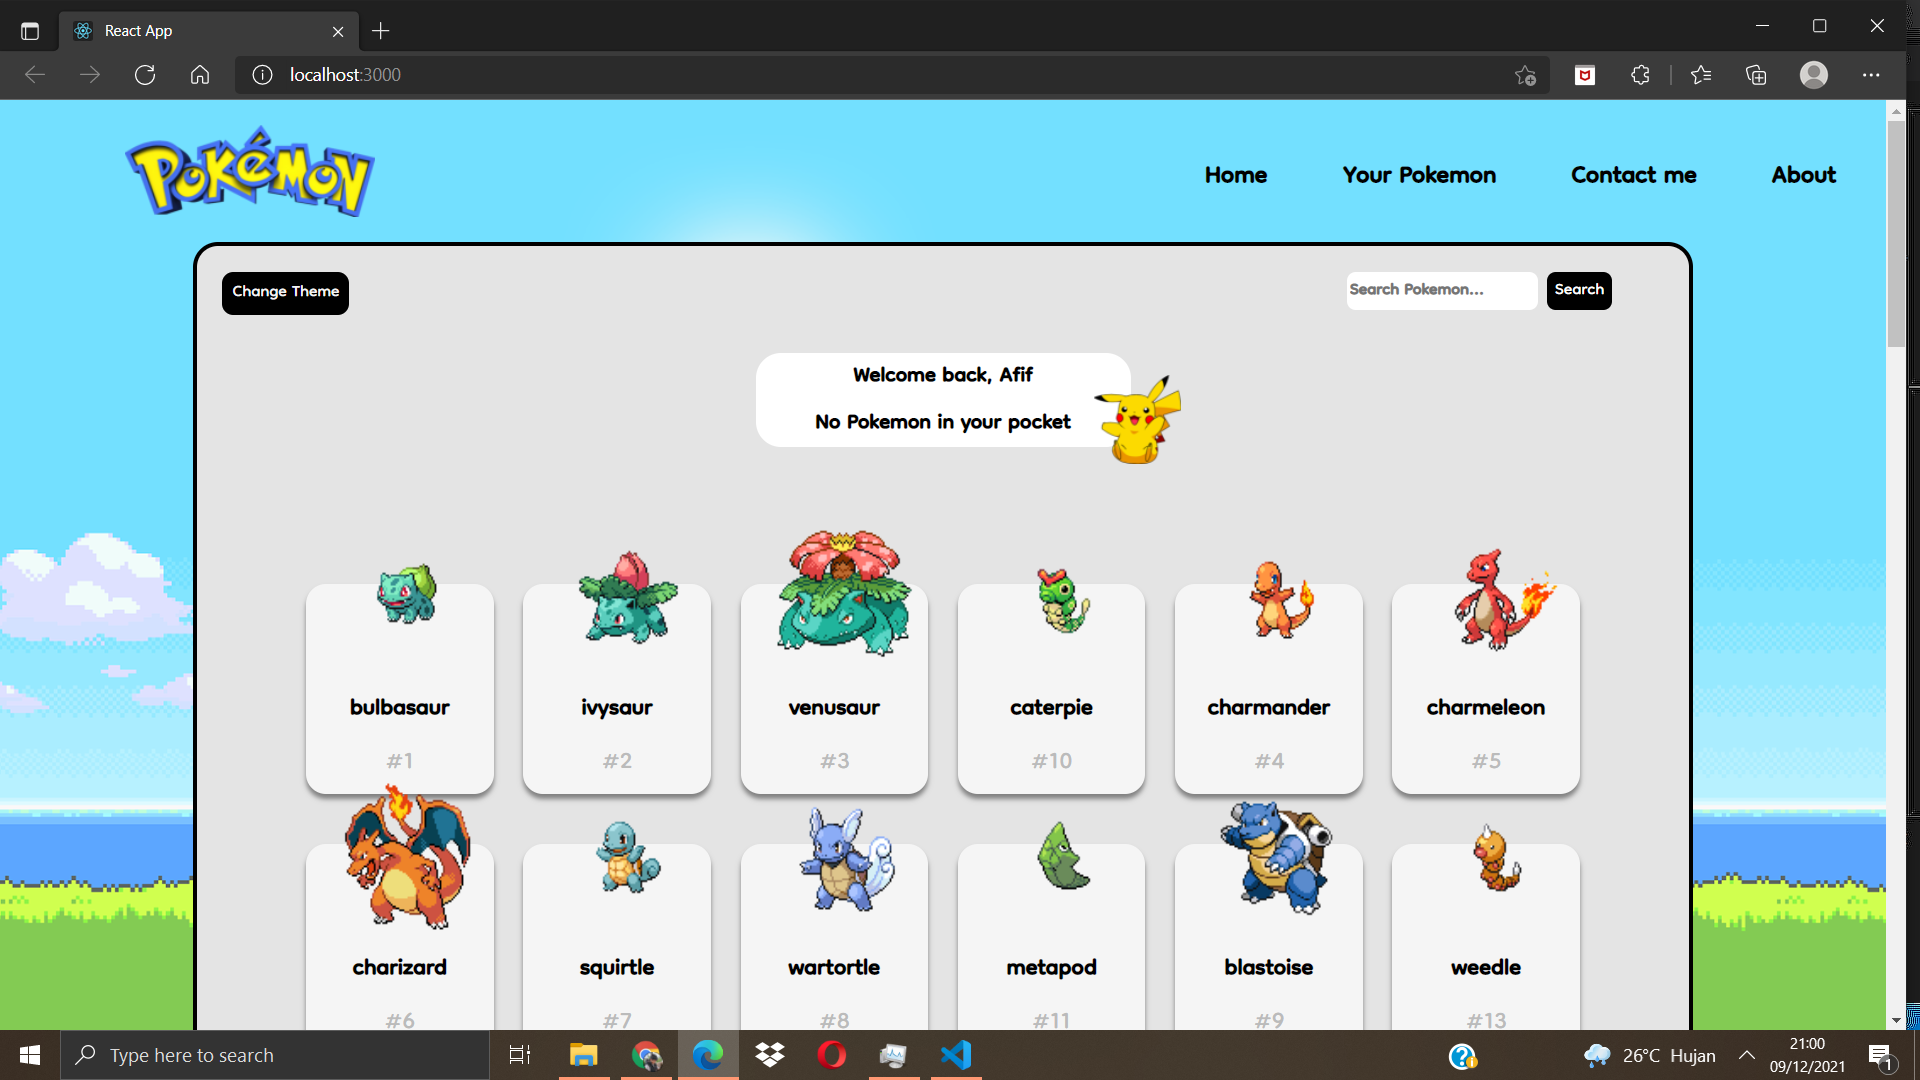 React App
localhost:3000
POKéMON
Home
Your Pokemon
Contact me
About
Change Theme
Search Pokemon...
Search
Welcome back, Afif
No Pokemon in your pocket
bulbasaur
ivysaur
venusaur
caterpie
charmander
charmeleon
#1
#2
#3
#10
#4
#5
charizard
squirtle
wartortle
metapod
blastoise
weedle
#6
#7
#8
#11
#9
#13
Type here to search
26°C Hujan
21:00
09/12/2021
1